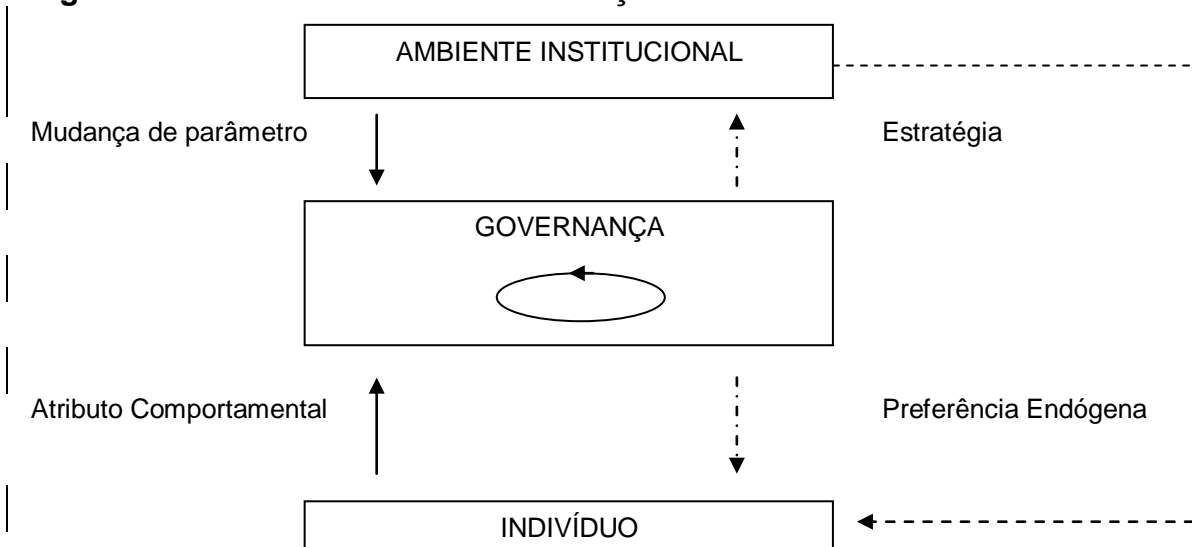 AMBIENTE INSTITUCIONAL
Mudança de parâmetro
Estratégia
GOVERNANÇA
Atributo Comportamental
Preferência Endógena
INDIVÍDUO